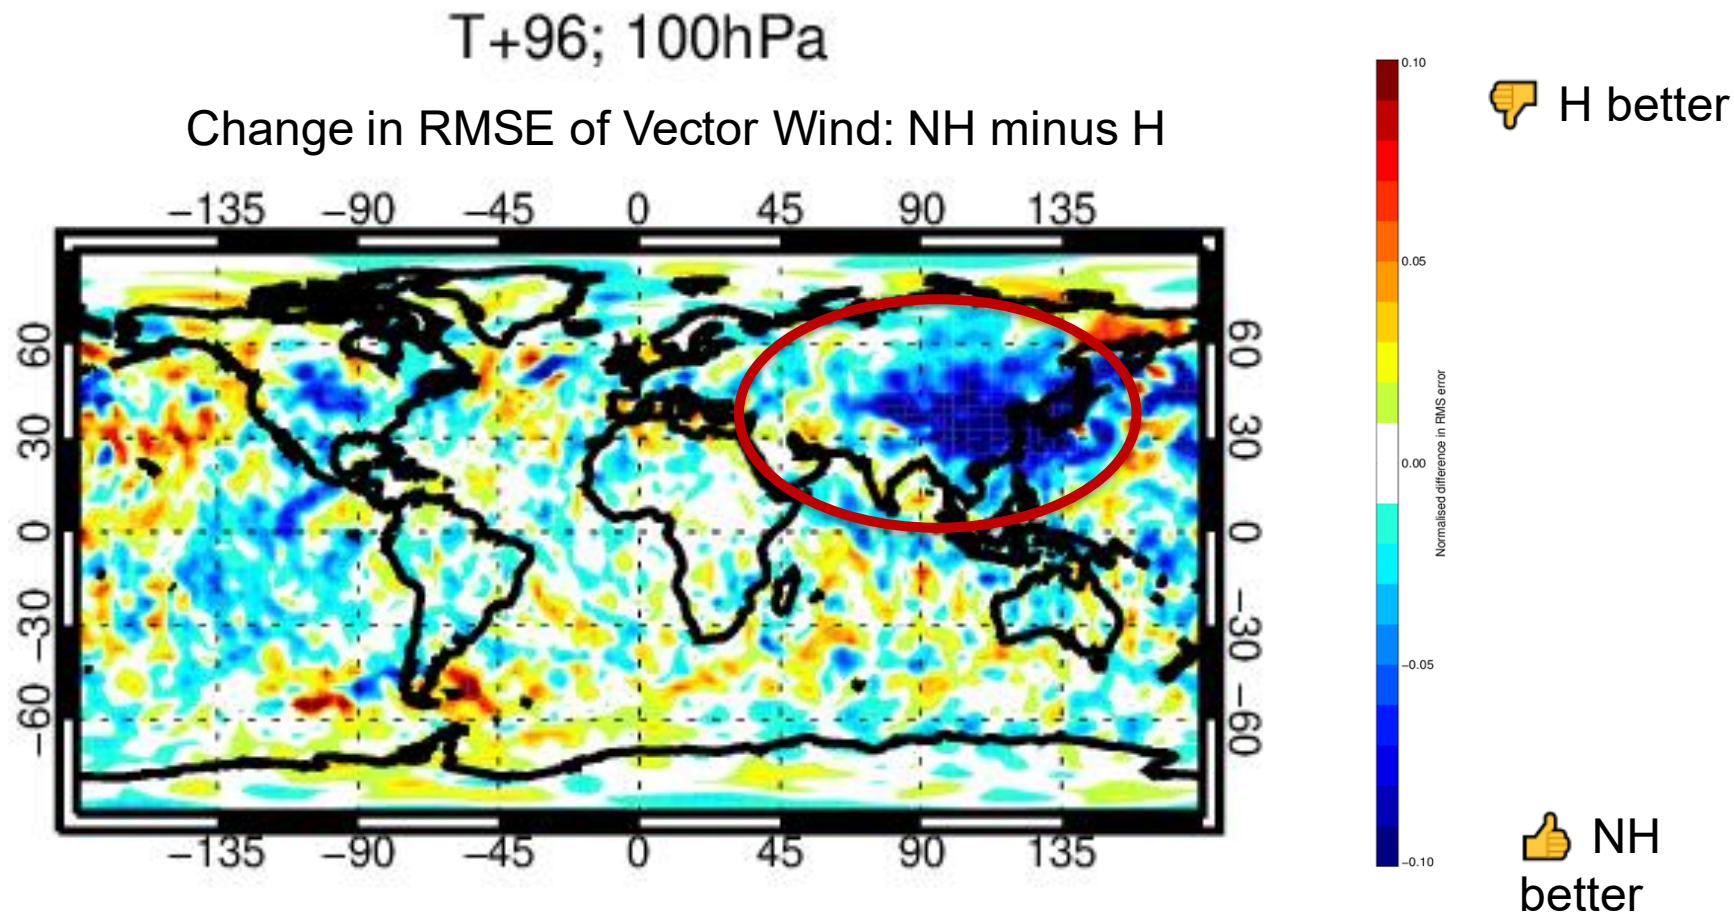 T+96; 100hPa
Change in RMSE of Vector Wind: NH minus H
−135 −90 −45 0 45 90 135
60
30
0
−30
−60
60
30
0
−30
−60
−135 −90 −45 0 45 90 135
0.10
0.05
0.00
−0.05
−0.10
Normalised difference in RMS error
H better
NH
better